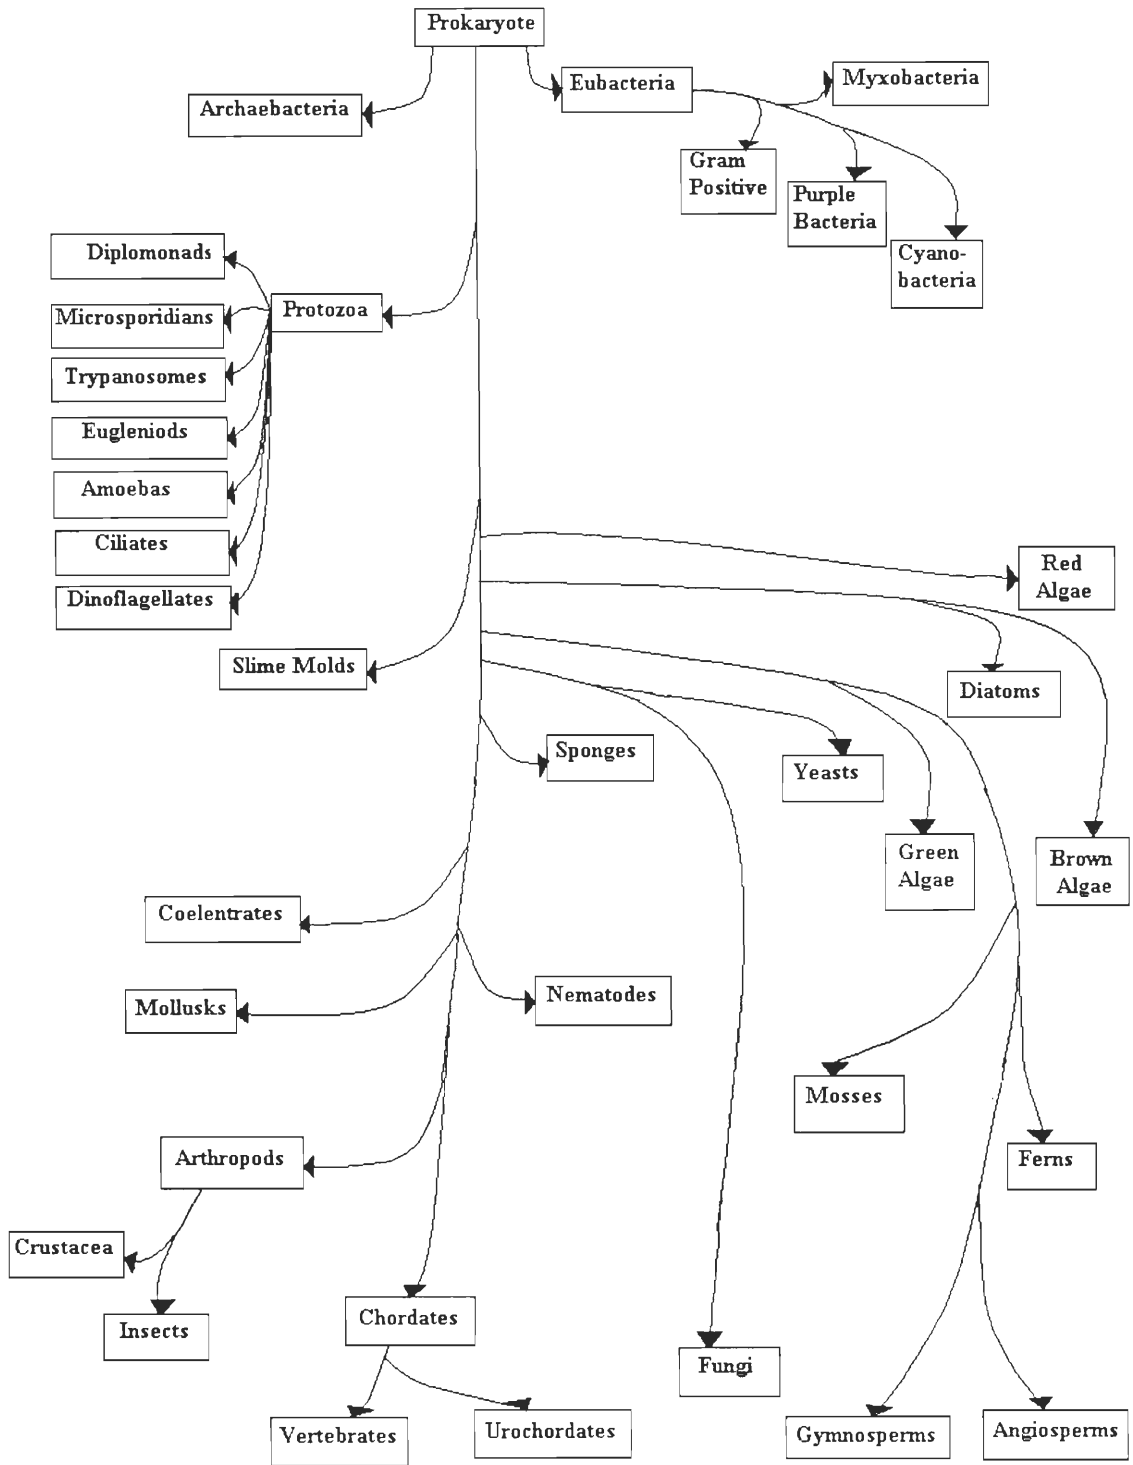 Prokaryote
Eubacteria
Myxobacteria
Archaebacteria
Gram
Positive
Purple
Bacteria
Cyano-
bacteria
Diplomonads
Microsporidians
Protozoa
Trypanosomes
Eugleniods
Amoebas
Ciliates
Dinoflagellates
Red
Algae
Slime Molds
Diatoms
Sponges
Yeasts
Green
Algae
Brown
Algae
Coelentrates
Mollusks
Nematodes
Mosses
Arthropods
Ferns
Crustacea
Insects
Chordates
Fungi
Vertebrates
Urochordates
Gymnosperms
Angiosperms